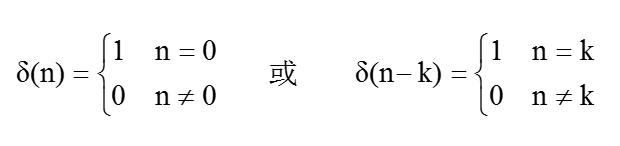 δ(n) = { 1 n = 0 或 δ(n− k) = { 1 n = k
0 n ≠ 0 0 n ≠ k